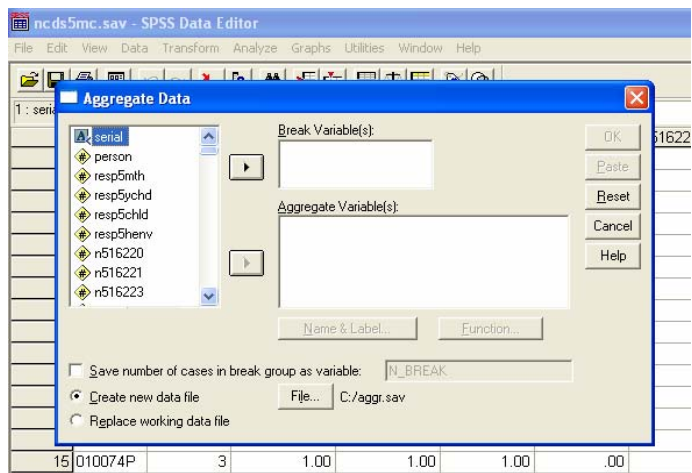 ncds5mc.sav - SPSS Data Editor
File Edit View Data Transform Analyze Graphs Utilities Window Help
Aggregate Data
1 : seria
serial
person
resp5mth
resp5ychd
resp5chld
resp5henv
n516220
n516221
n516223
Break Variable(s):
Aggregate Variable(s):
Name & Label...
Function...
OK
Paste
Reset
Cancel
Help
51622
Save number of cases in break group as variable: N_BREAK
Create new data file File... C:/aggr.sav
Replace working data file
15 010074P 3 1.00 1.00 1.00 .00